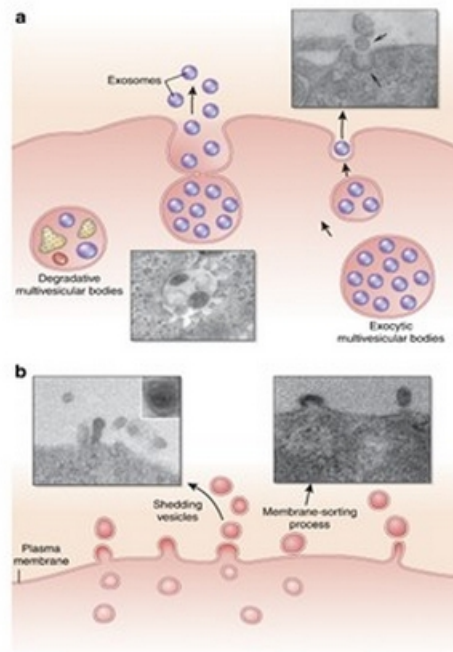 a
Exosomes
Degradative
multivesicular bodies
Exocytic
multivesicular bodies
b
Shedding
vesicles
Membrane-sorting
process
Plasma
membrane